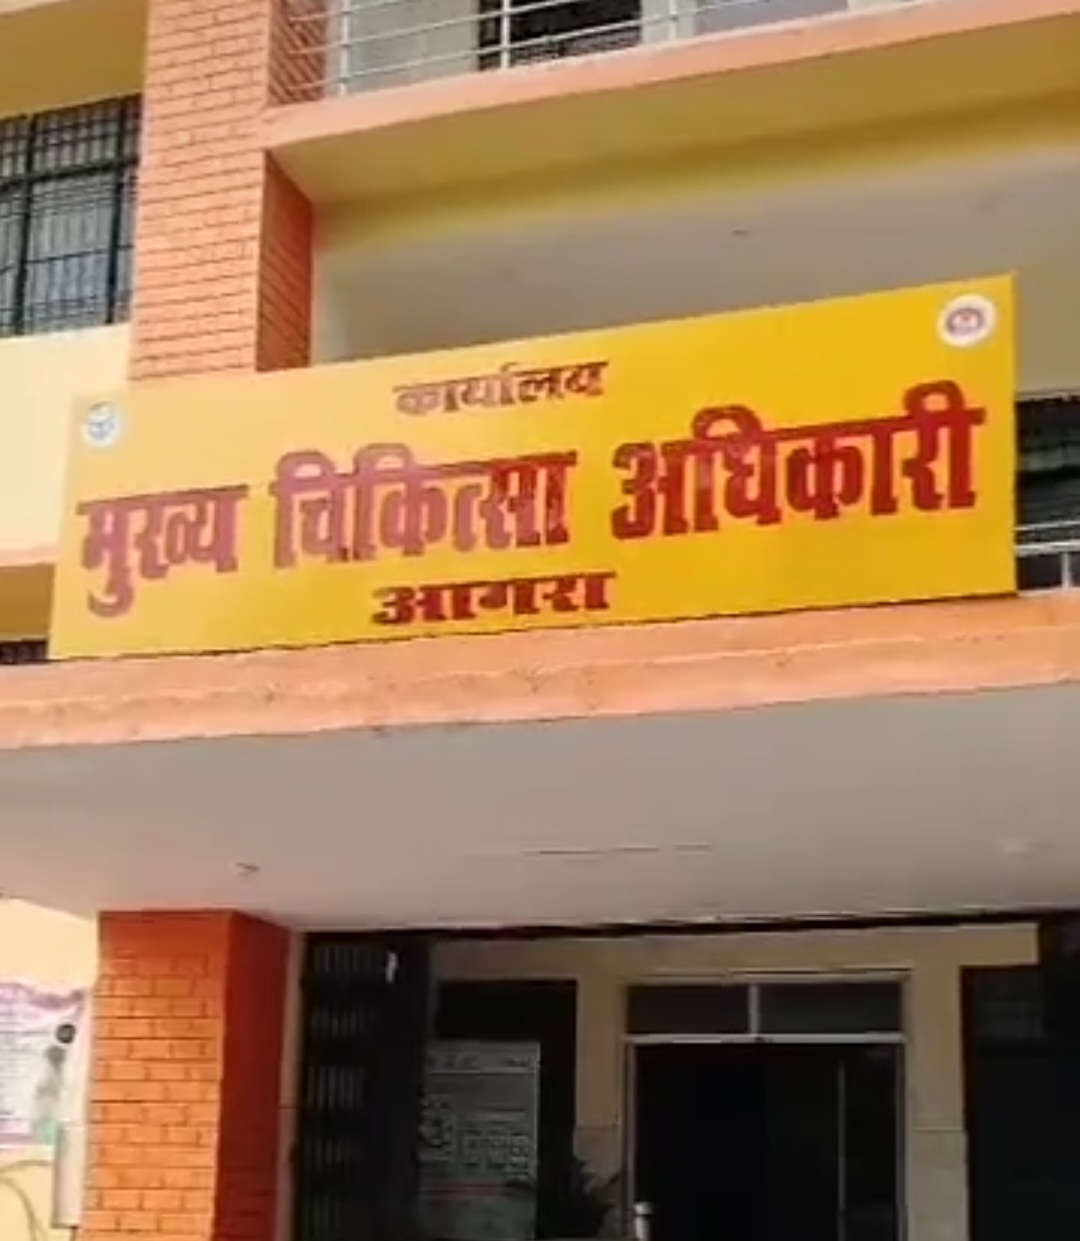 कार्यालय
मुख्य चिकित्सा अधिकारी
आगरा